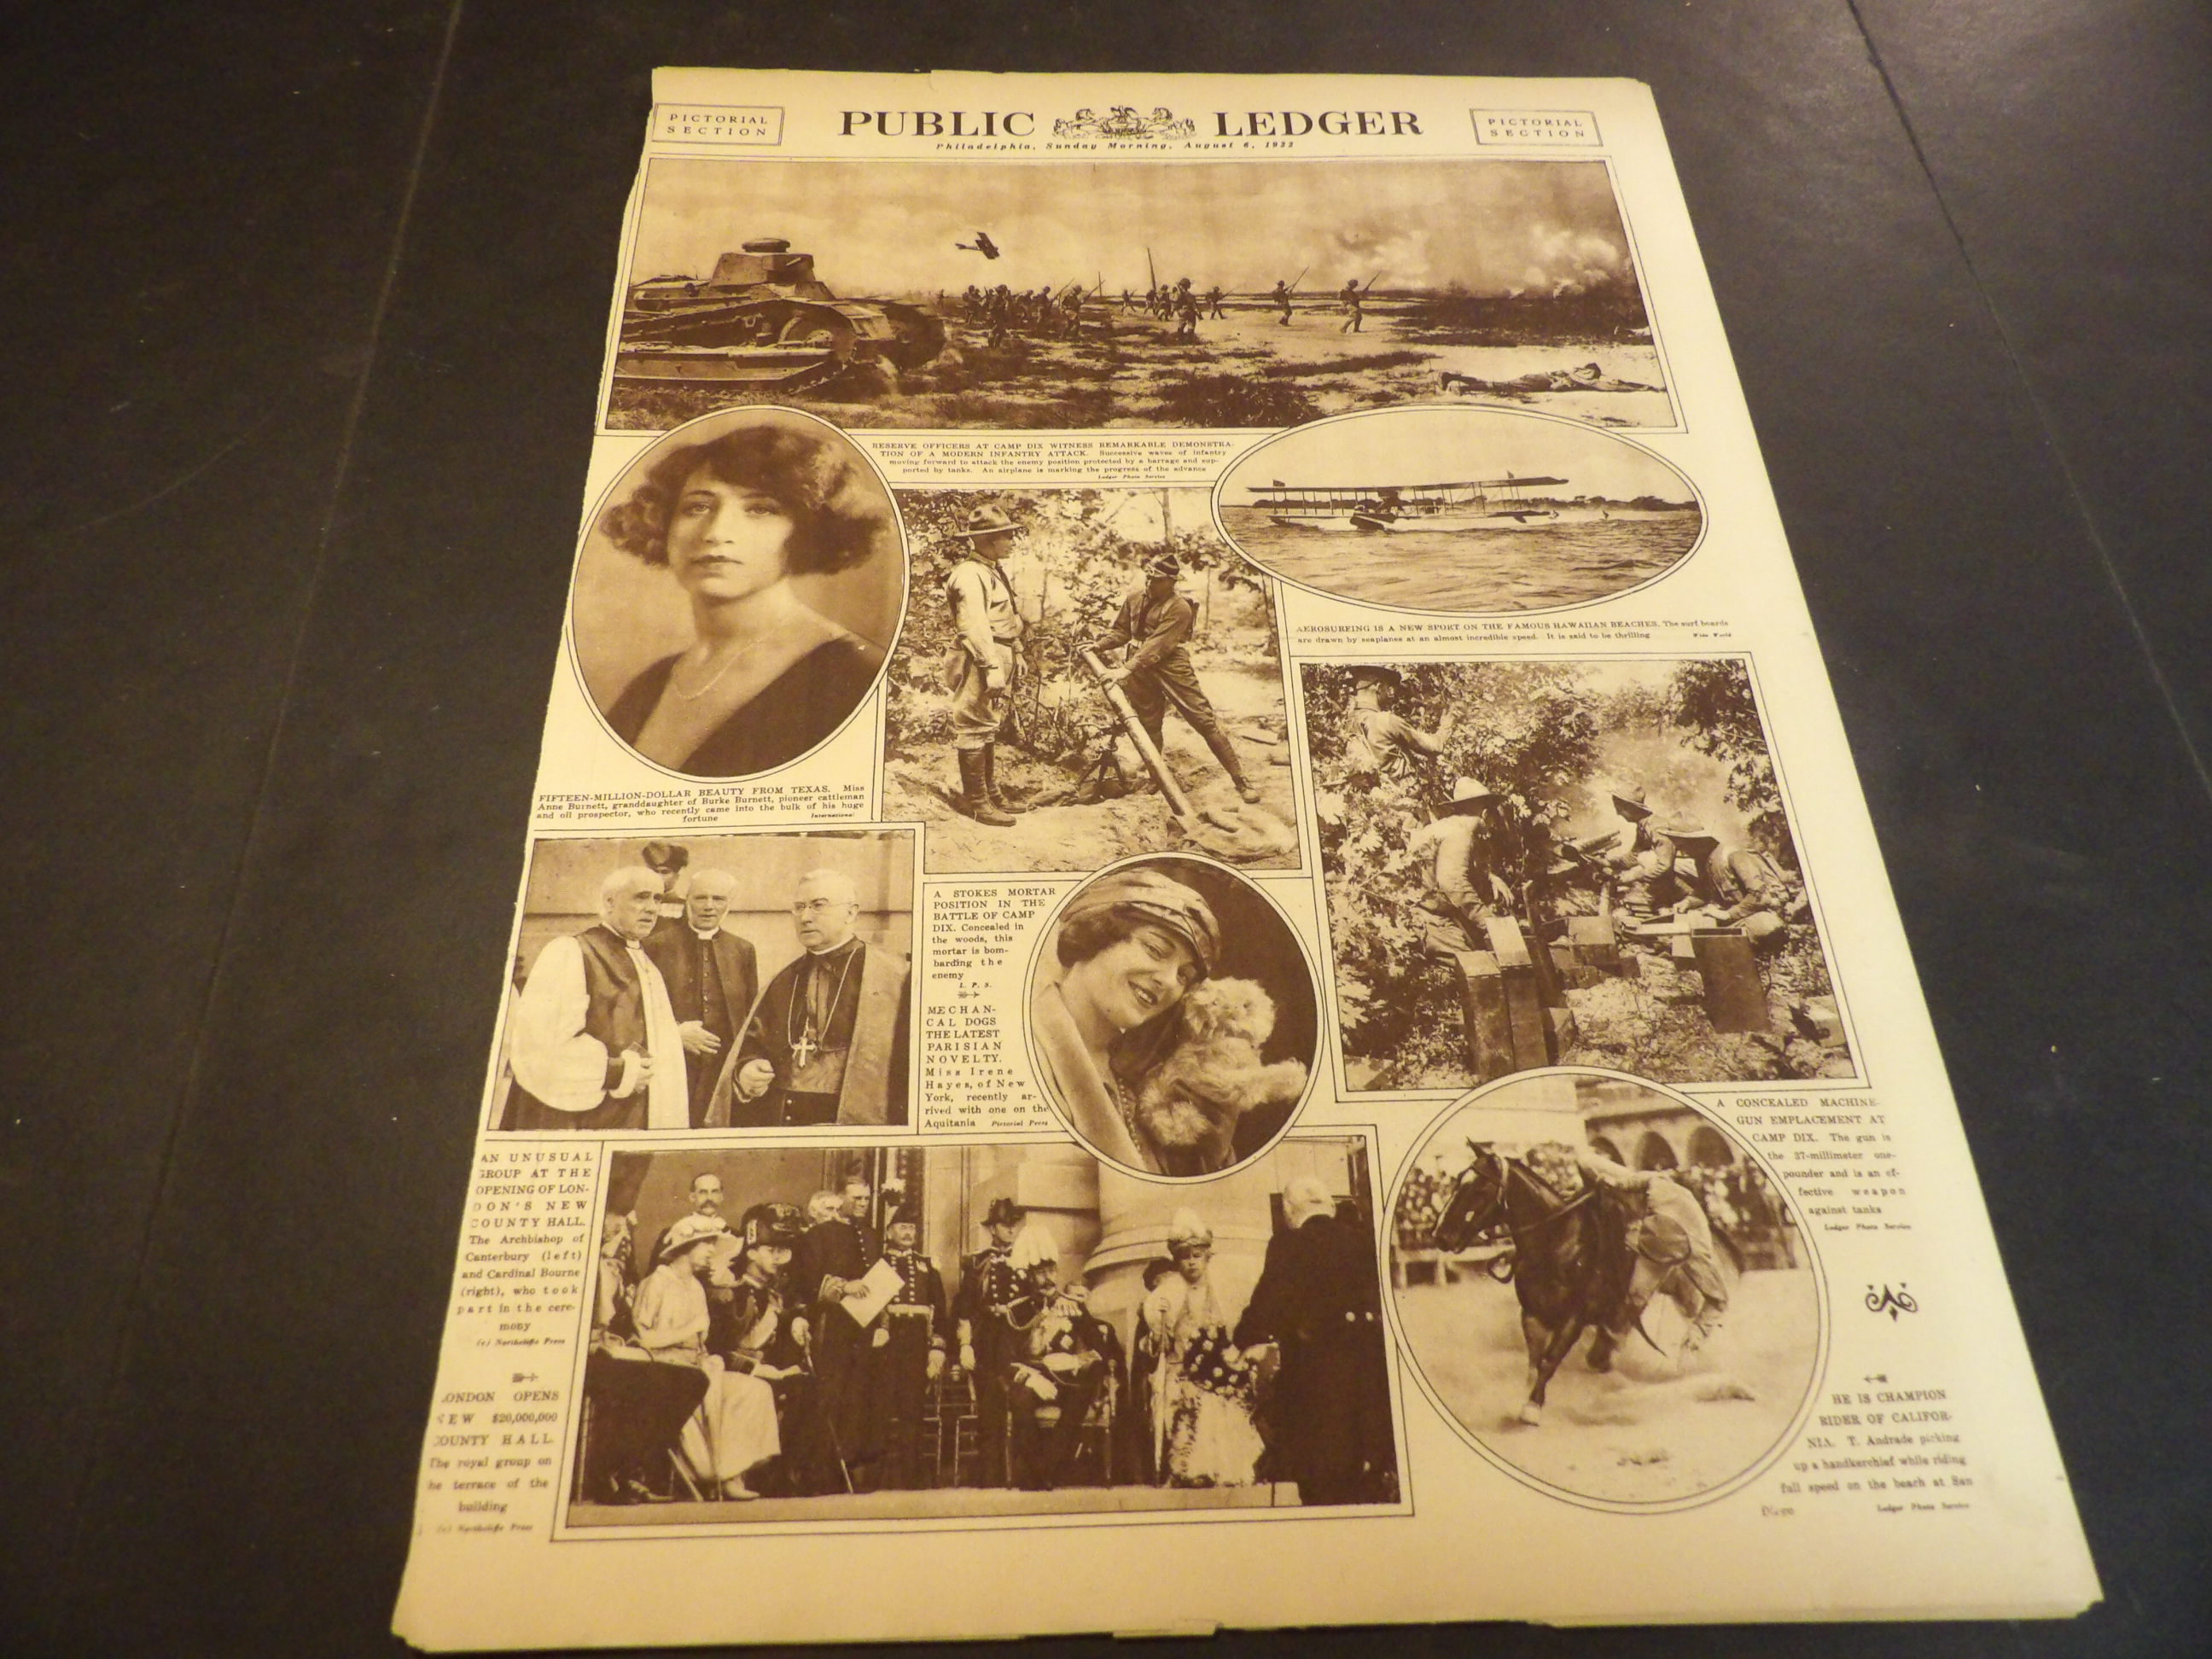 PICTORIAL
SECTION
PUBLIC LEDGER
Philadelphia, Sunday Morning, August 6, 1922
PICTORIAL
SECTION
RESERVE OFFICERS AT CAMP DIX WITNESS REMARKABLE DEMONSTRA-
TION OF A MODERN INFANTRY ATTACK. Successive waves of infantry
moving forward to attack the enemy position protected by a barrage and sup-
ported by tanks. An airplane is marking the progress of the advance
Ledger Photo Service
AEROSURFING IS A NEW SPORT ON THE FAMOUS HAWAIIAN BEACHES. The surf boards
are drawn by seaplanes at an almost incredible speed. It is said to be thrilling
Wide World
FIFTEEN-MILLION-DOLLAR BEAUTY FROM TEXAS. Miss
Anne Burnett, granddaughter of Burke Burnett, pioneer cattleman
and oil prospector, who recently came into the bulk of his huge
fortune
International
A STOKES MORTAR
POSITION IN THE
BATTLE OF CAMP
DIX. Concealed in
the woods, this
mortar is bom-
barding the
enemy
I. P. S.
MECHAN-
CAL DOGS
THE LATEST
PARISIAN
NOVELTY.
Miss Irene
Hayes, of New
York, recently ar-
rived with one on the
Aquitania Pictorial Press
A CONCEALED MACHINE-
GUN EMPLACEMENT AT
CAMP DIX. The gun is
the 37-millimeter one-
pounder and is an ef-
fective weapon
against tanks
Ledger Photo Service
AN UNUSUAL
GROUP AT THE
OPENING OF LON-
DON'S NEW
COUNTY HALL.
The Archbishop of
Canterbury (left)
and Cardinal Bourne
(right), who took
part in the cere-
mony
(c) Northcliffe Press
LONDON OPENS
NEW $20,000,000
COUNTY HALL.
The royal group on
he terrace of the
building
(c) Northcliffe Press
HE IS CHAMPION
RIDER OF CALIFOR-
NIA. T. Andrade picking
up a handkerchief while riding
full speed on the beach at San
Diego
Ledger Photo Service